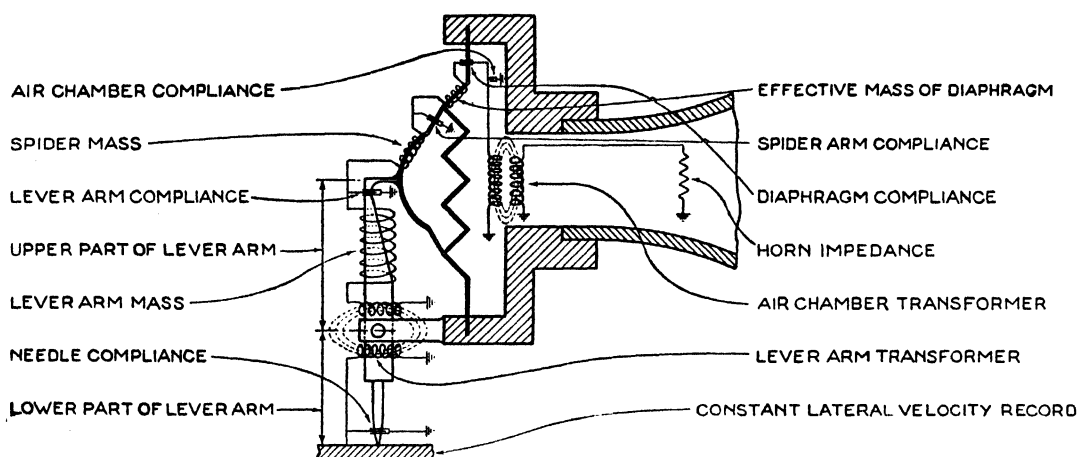 AIR CHAMBER COMPLIANCE
SPIDER MASS
LEVER ARM COMPLIANCE
UPPER PART OF LEVER ARM
LEVER ARM MASS
NEEDLE COMPLIANCE
LOWER PART OF LEVER ARM
EFFECTIVE MASS OF DIAPHRAGM
SPIDER ARM COMPLIANCE
DIAPHRAGM COMPLIANCE
HORN IMPEDANCE
AIR CHAMBER TRANSFORMER
LEVER ARM TRANSFORMER
CONSTANT LATERAL VELOCITY RECORD